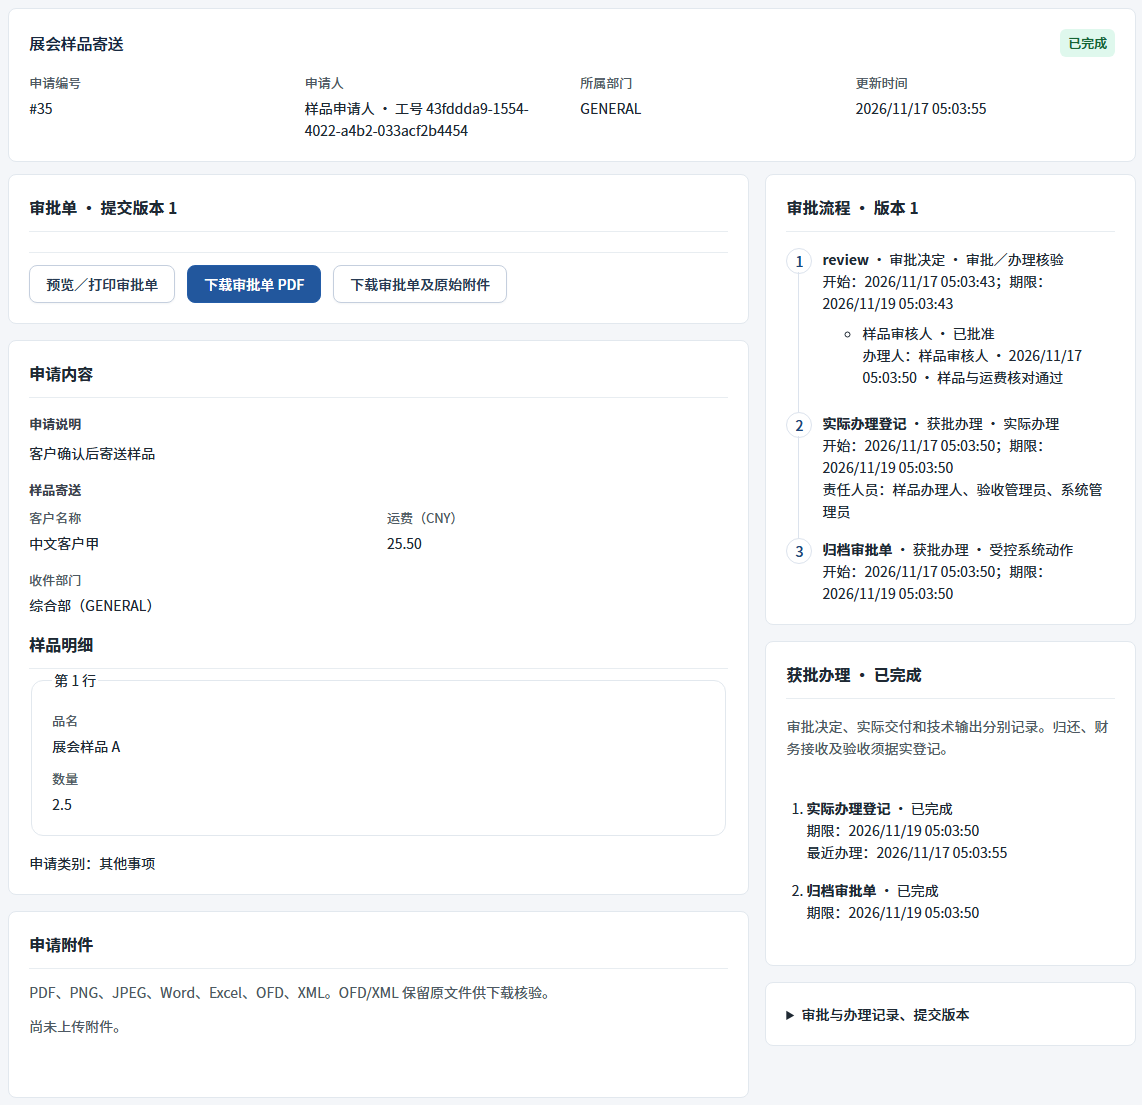 展会样品寄送
已完成
申请编号
#35
申请人
样品申请人 · 工号 43fddda9-1554-
4022-a4b2-033acf2b4454
所属部门
GENERAL
更新时间
2026/11/17 05:03:55
审批单 · 提交版本 1
预览／打印审批单
下载审批单 PDF
下载审批单及原始附件
申请内容
申请说明
客户确认后寄送样品
样品寄送
客户名称
中文客户甲
运费（CNY）
25.50
收件部门
综合部（GENERAL）
样品明细
第 1 行
品名
展会样品 A
数量
2.5
申请类别：其他事项
申请附件
PDF、PNG、JPEG、Word、Excel、OFD、XML。OFD/XML 保留原文件供下载核验。
尚未上传附件。
审批流程 · 版本 1
1
review · 审批决定 · 审批／办理核验
开始：2026/11/17 05:03:43；期限：
2026/11/19 05:03:43
样品审核人 · 已批准
办理人：样品审核人 · 2026/11/17
05:03:50 · 样品与运费核对通过
2
实际办理登记 · 获批办理 · 实际办理
开始：2026/11/17 05:03:50；期限：
2026/11/19 05:03:50
责任人员：样品办理人、验收管理员、系统管
理员
3
归档审批单 · 获批办理 · 受控系统动作
开始：2026/11/17 05:03:50；期限：
2026/11/19 05:03:50
获批办理 · 已完成
审批决定、实际交付和技术输出分别记录。归还、财
务接收及验收须据实登记。
1. 实际办理登记 · 已完成
期限：2026/11/19 05:03:50
最近办理：2026/11/17 05:03:55
2. 归档审批单 · 已完成
期限：2026/11/19 05:03:50
审批与办理记录、提交版本